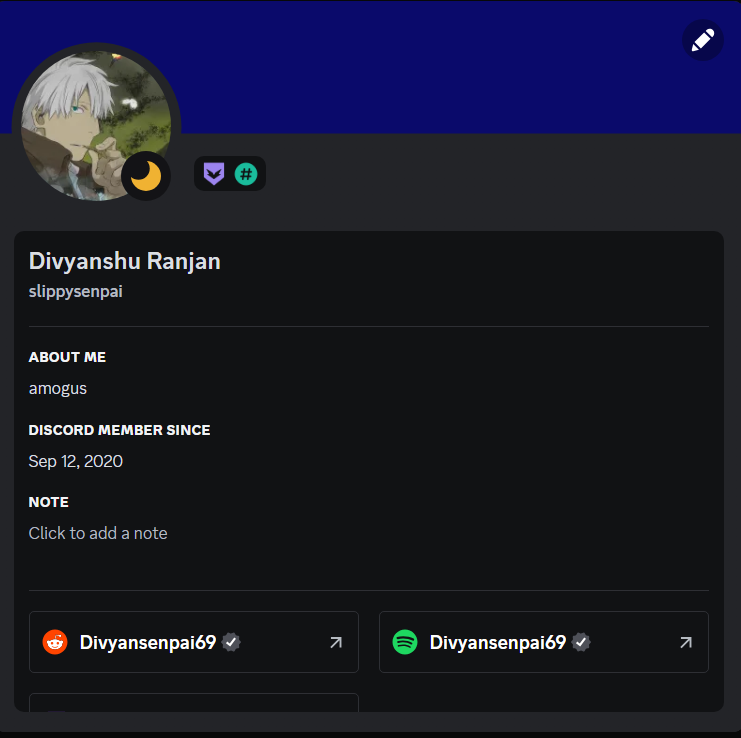 #
Divyanshu Ranjan
slippysenpai
ABOUT ME
amogus
DISCORD MEMBER SINCE
Sep 12, 2020
NOTE
Click to add a note
Divyansenpai69
Divyansenpai69